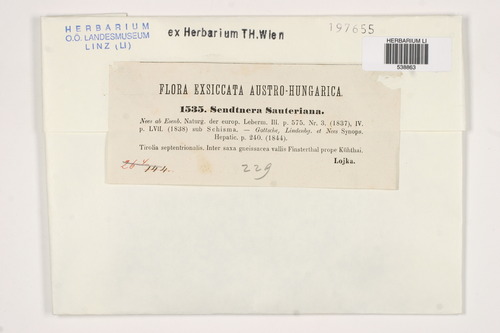 HERBARIUM
O.Ö. LANDESMUSEUM
LINZ (LI)
ex Herbarium TH.Wien
197655
HERBARIUM LI
538863
FLORA EXSICCATA AUSTRO-HUNGARICA.
1535. Sendtnera Sauteriana.
Nees ab Esenb. Naturg. der europ. Leberm. III. p. 575. Nr. 3. (1837), IV.
p. LVII. (1838) sub Schisma. — Gottsche, Lindenbg. et Nees Synops.
Hepatic. p. 240. (1844).
Tirolia septentrionalis. Inter saxa gneissacea vallis Finsterthal prope Kühthai.
Lojka.
144.
229